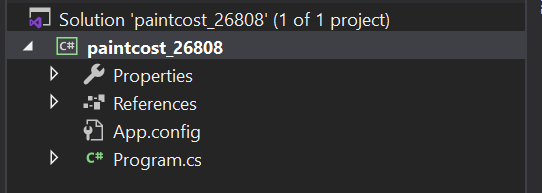 Solution 'paintcost_26808' (1 of 1 project)
C# paintcost_26808
Properties
References
App.config
C# Program.cs